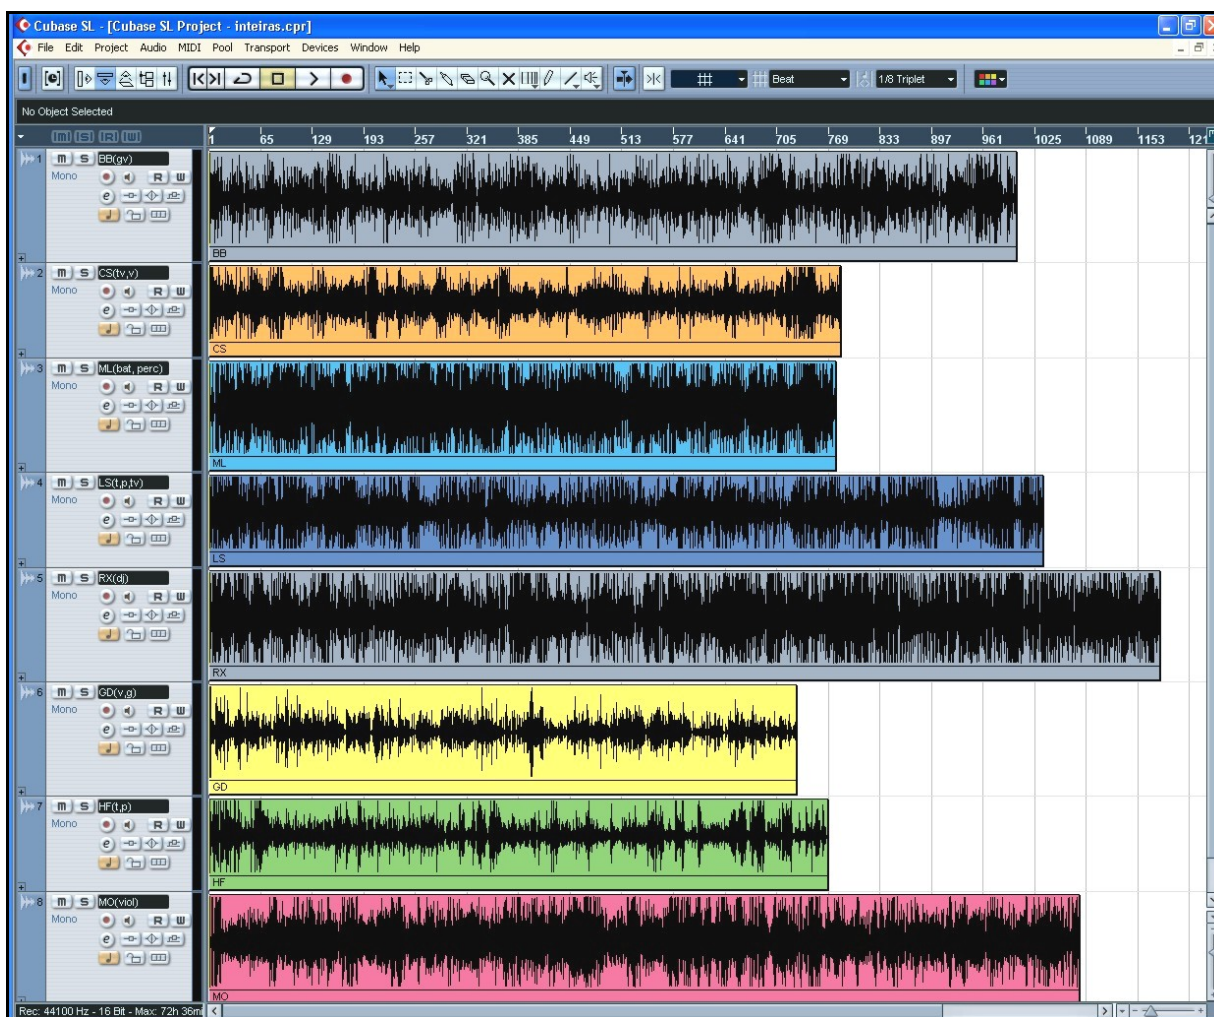 Cubase SL - [Cubase SL Project - inteiras.cpr]
File Edit Project Audio MIDI Pool Transport Devices Window Help
Beat 1/8 Triplet
No Object Selected
[M] [S] [R] [W] 1 65 129 193 257 321 385 449 513 577 641 705 769 833 897 961 1025 1089 1153 121
1 m S BB(gv)
Mono R W
e
BB
2 m S CS(tv,v)
Mono R W
e
CS
3 m S ML(bat, perc)
Mono R W
e
ML
4 m S LS(t,p,tv)
Mono R W
e
LS
5 m S RX(dj)
Mono R W
e
RX
6 m S GD(v,g)
Mono R W
e
GD
7 m S HF(t,p)
Mono R W
e
HF
8 m S MO(viol)
Mono R W
e
MO
Rec: 44100 Hz - 16 Bit - Max: 72h 36mi